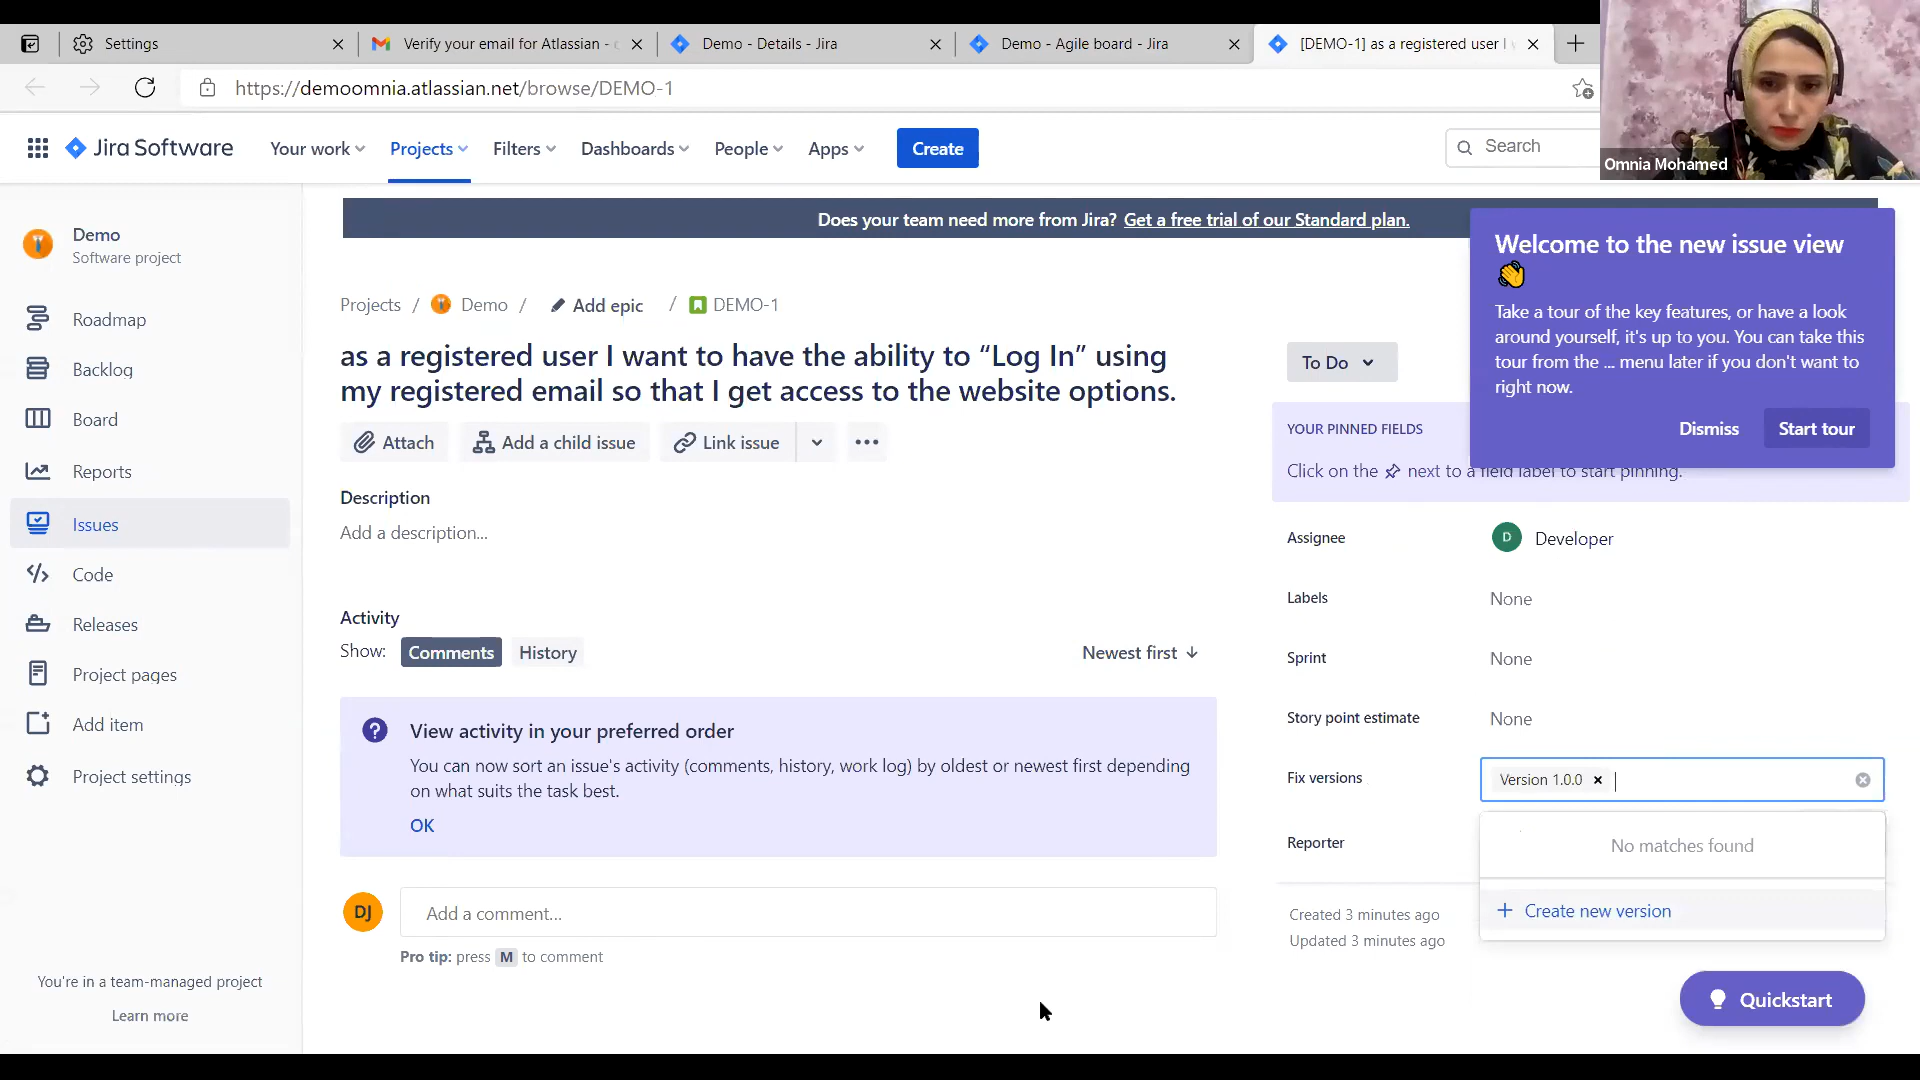 Settings
Verify your email for Atlassian -
Demo - Details - Jira
Demo - Agile board - Jira
[DEMO-1] as a registered user I
https://demoomnia.atlassian.net/browse/DEMO-1
Jira Software
Your work
Projects
Filters
Dashboards
People
Apps
Create
Search
Omnia Mohamed
Demo
Software project
Roadmap
Backlog
Board
Reports
Issues
Code
Releases
Project pages
Add item
Project settings
You're in a team-managed project
Learn more
Does your team need more from Jira? Get a free trial of our Standard plan.
Projects / Demo / Add epic / DEMO-1
as a registered user I want to have the ability to “Log In” using
my registered email so that I get access to the website options.
Attach
Add a child issue
Link issue
Description
Add a description...
Activity
Show: Comments History
Newest first
View activity in your preferred order
You can now sort an issue's activity (comments, history, work log) by oldest or newest first depending
on what suits the task best.
OK
DJ
Add a comment...
Pro tip: press M to comment
To Do
Welcome to the new issue view
Take a tour of the key features, or have a look
around yourself, it's up to you. You can take this
tour from the ... menu later if you don't want to
right now.
Dismiss
Start tour
YOUR PINNED FIELDS
Click on the next to a field label to start pinning.
Assignee
D Developer
Labels
None
Sprint
None
Story point estimate
None
Fix versions
Version 1.0.0
No matches found
Create new version
Reporter
Created 3 minutes ago
Updated 3 minutes ago
Quickstart